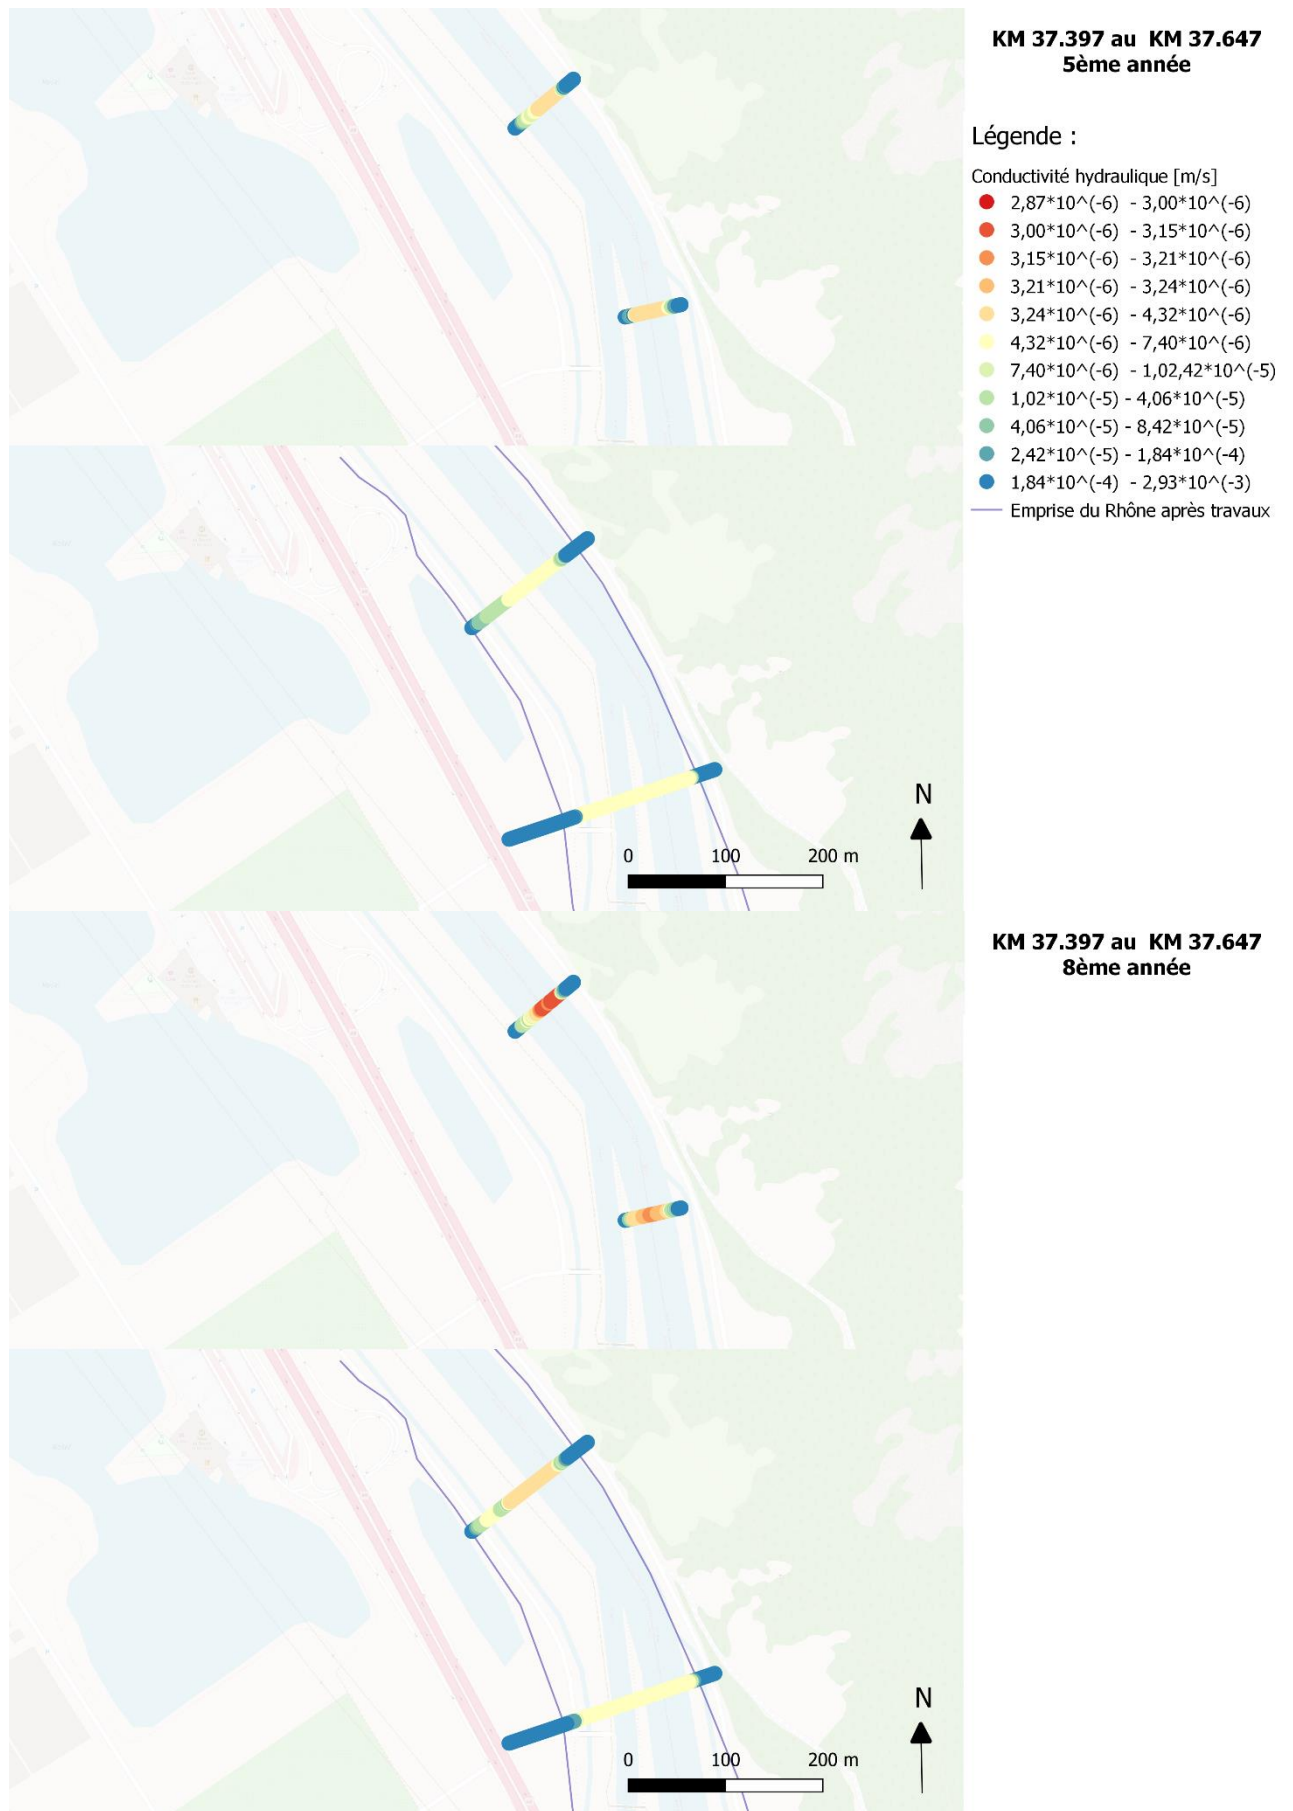 KM 37.397 au  KM 37.647
5ème année
Légende :
Conductivité hydraulique [m/s]
2,87*10^(-6)  - 3,00*10^(-6)
3,00*10^(-6)  - 3,15*10^(-6)
3,15*10^(-6)  - 3,21*10^(-6)
3,21*10^(-6)  - 3,24*10^(-6)
3,24*10^(-6)  - 4,32*10^(-6)
4,32*10^(-6)  - 7,40*10^(-6)
7,40*10^(-6)  - 1,02,42*10^(-5)
1,02*10^(-5) - 4,06*10^(-5)
4,06*10^(-5) - 8,42*10^(-5)
2,42*10^(-5) - 1,84*10^(-4)
1,84*10^(-4)  - 2,93*10^(-3)
Emprise du Rhône après travaux
N
0 100 200 m
KM 37.397 au  KM 37.647
8ème année
N
0 100 200 m